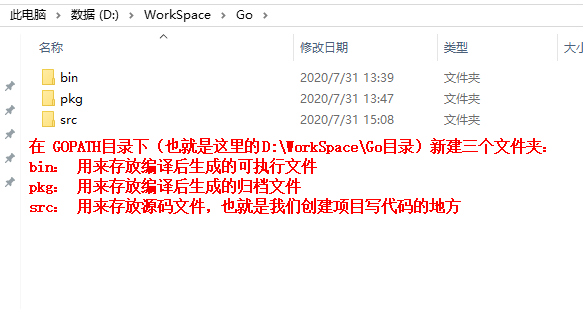 此电脑 > 数据 (D:) > WorkSpace > Go >
名称 修改日期 类型 大小
bin 2020/7/31 13:39 文件夹
pkg 2020/7/31 13:47 文件夹
src 2020/7/31 15:08 文件夹
在 GOPATH目录下（也就是这里的D:\WorkSpace\Go目录）新建三个文件夹：
bin： 用来存放编译后生成的可执行文件
pkg： 用来存放编译后生成的归档文件
src： 用来存放源码文件，也就是我们创建项目写代码的地方